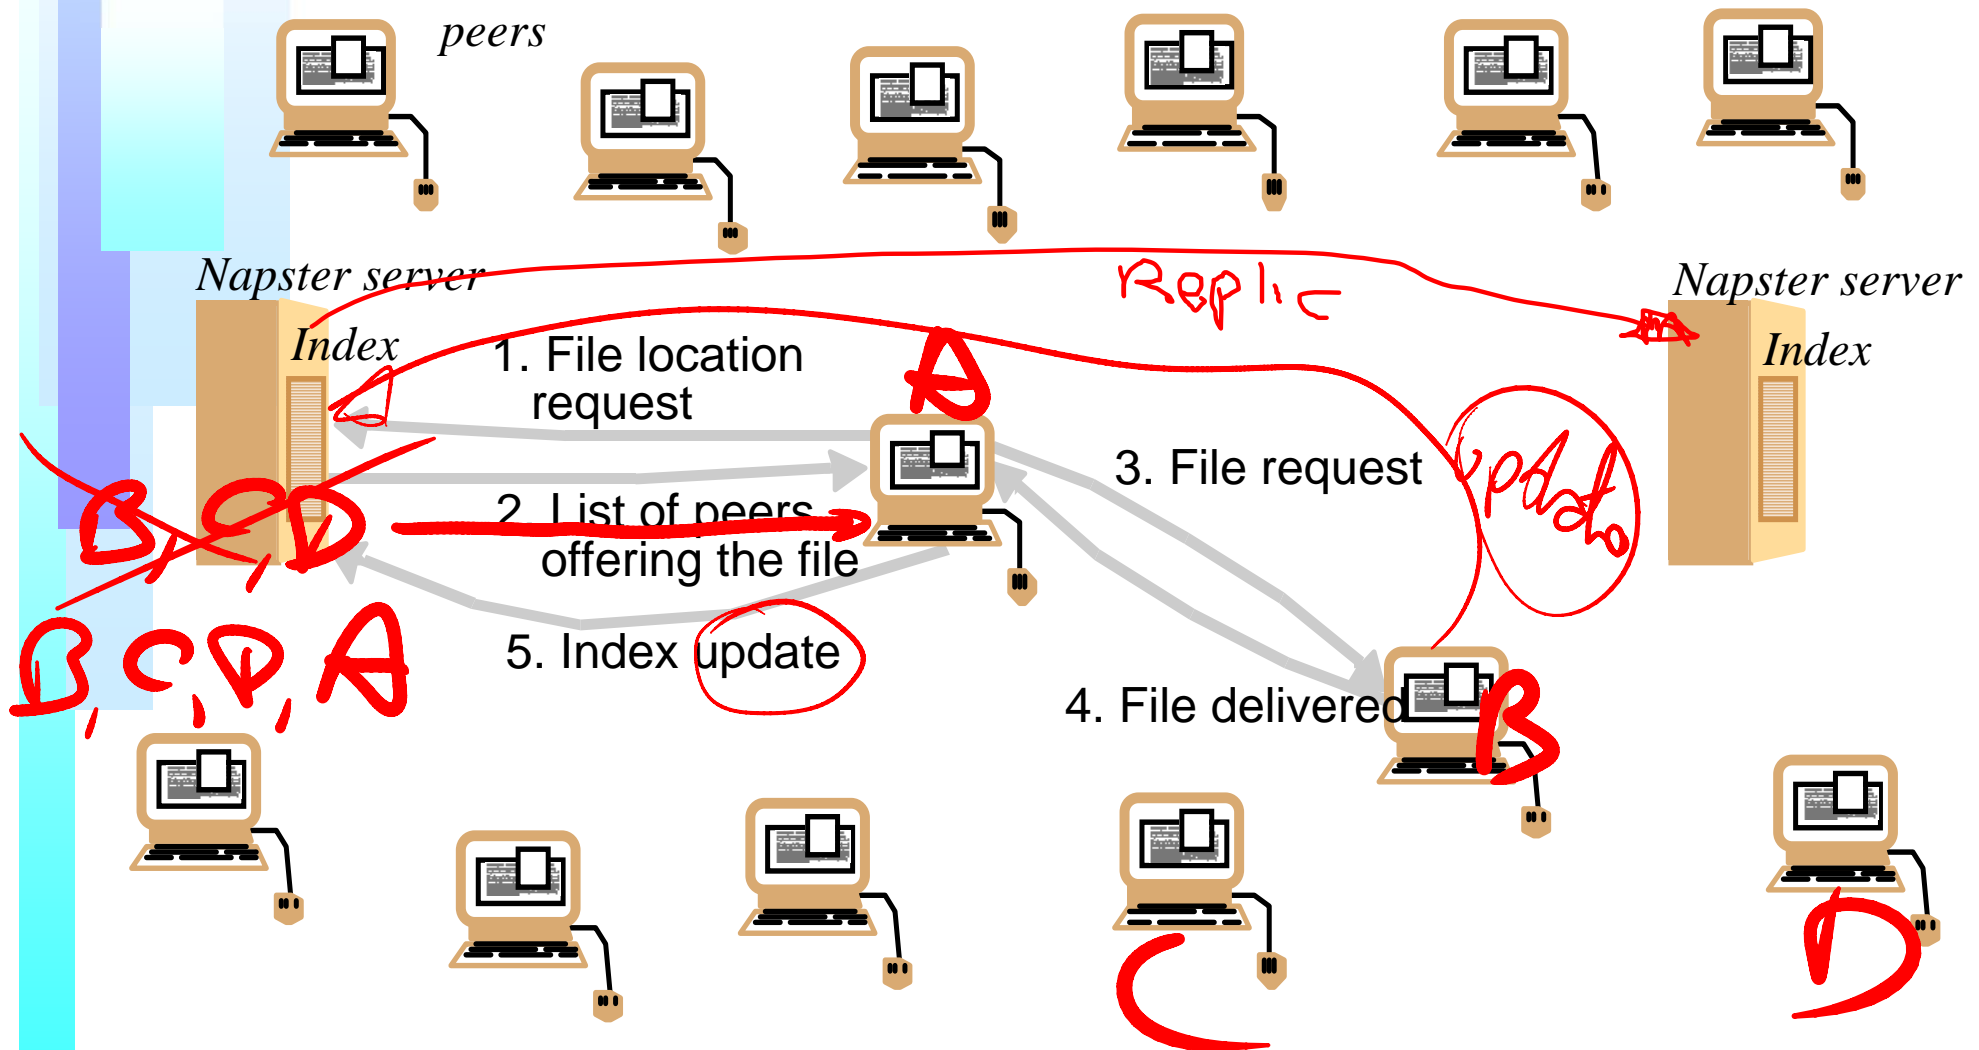 peers
Napster server
Napster server
Replic
Index
Index
1. File location
request
A
3. File request
update
2. List of peers
offering the file
B, C, D
5. Index update
B, C, D, A
4. File delivered
B
C
D